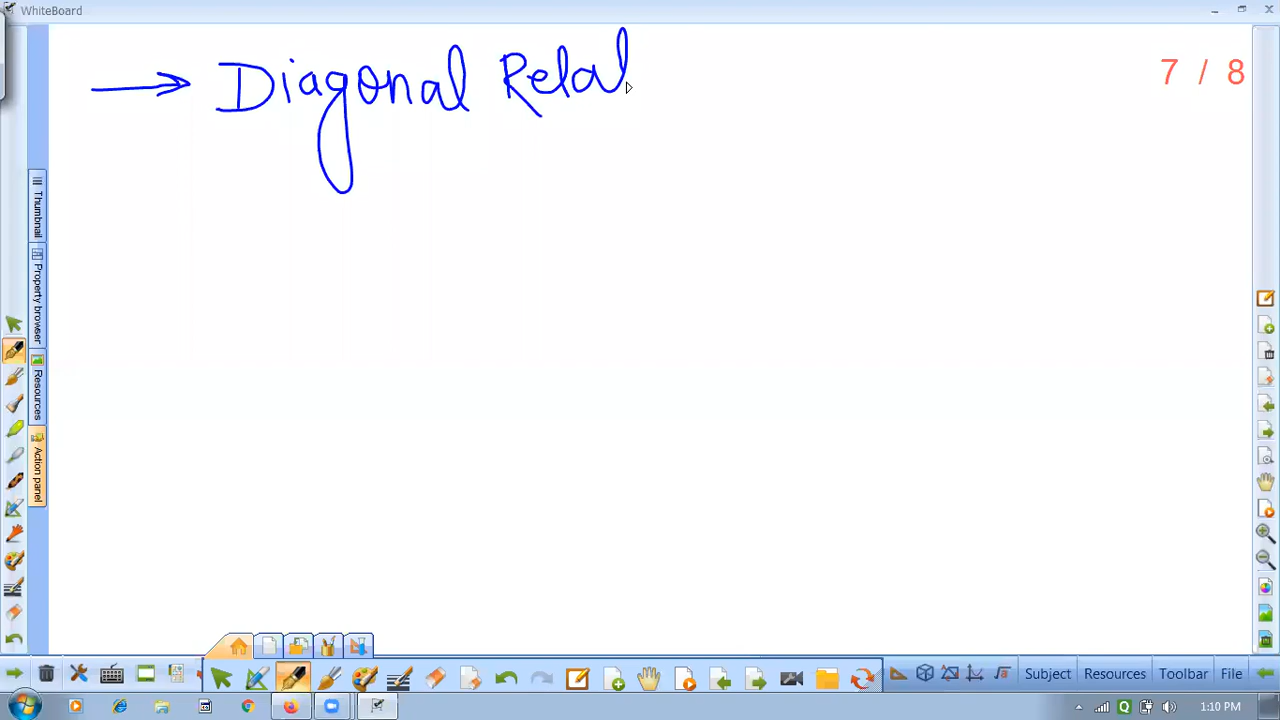 WhiteBoard
→ Diagonal Relat
7 / 8
Thumbnail
Property browser
Resources
Action panel
Subject
Resources
Toolbar
File
1:10 PM